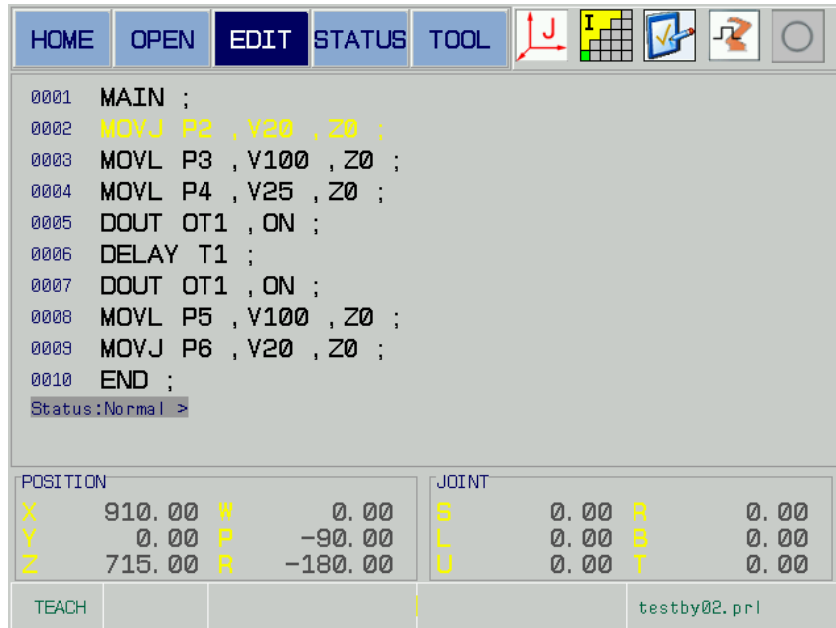 HOME OPEN EDIT STATUS TOOL J I
0001 MAIN ;
0002 MOVJ P2 , V20 , Z0 ;
0003 MOVL P3 , V100 , Z0 ;
0004 MOVL P4 , V25 , Z0 ;
0005 DOUT OT1 , ON ;
0006 DELAY T1 ;
0007 DOUT OT1 , ON ;
0008 MOVL P5 , V100 , Z0 ;
0009 MOVJ P6 , V20 , Z0 ;
0010 END ;
Status:Normal >
POSITION JOINT
X 910.00 W 0.00 S 0.00 R 0.00
Y 0.00 P -90.00 L 0.00 B 0.00
Z 715.00 R -180.00 U 0.00 T 0.00
TEACH testby02.prl